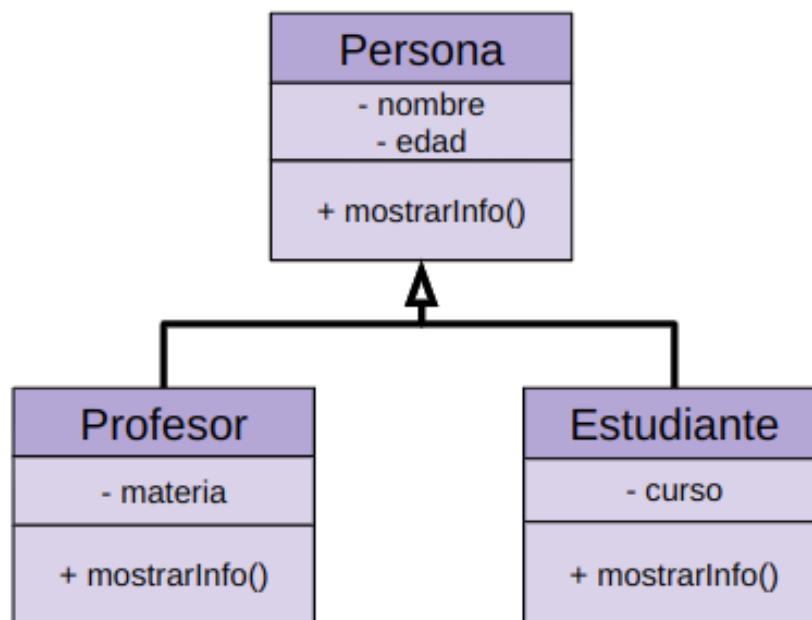 Persona
- nombre
- edad
+ mostrarInfo()
Profesor
- materia
+ mostrarInfo()
Estudiante
- curso
+ mostrarInfo()